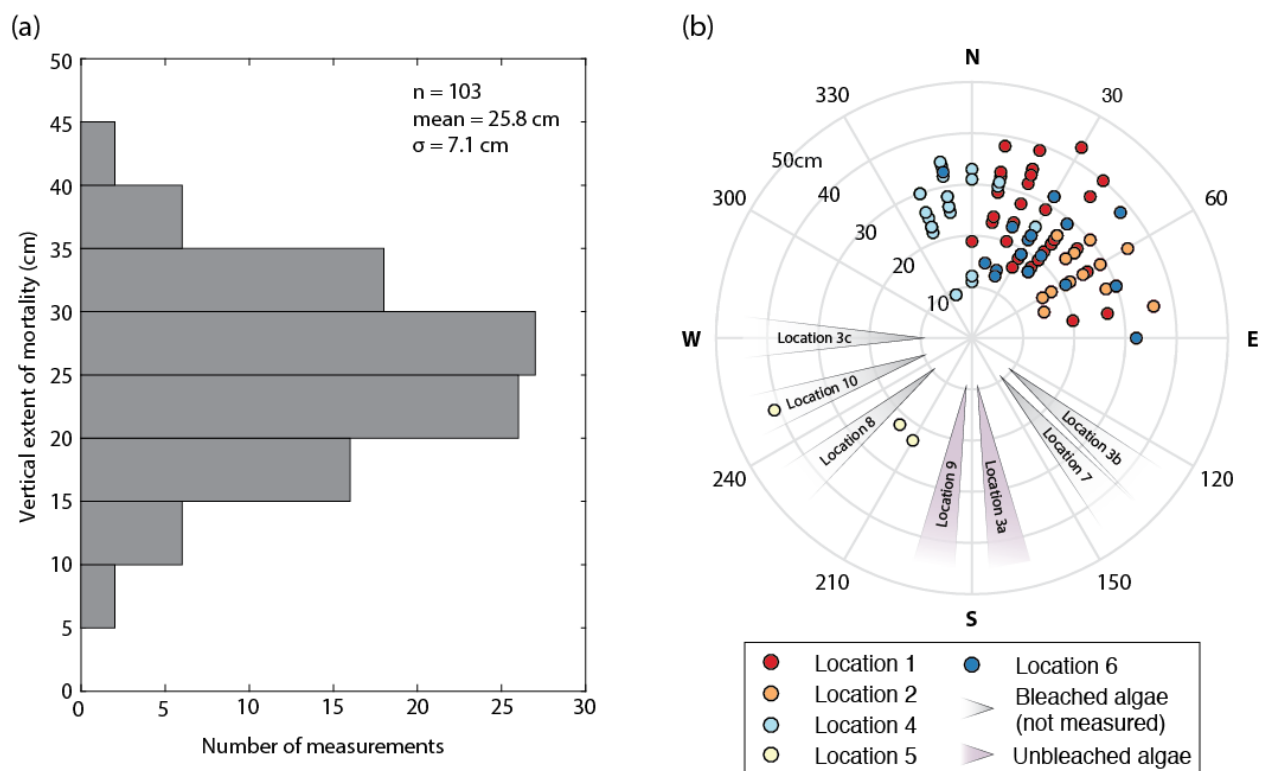 (a)
50
45
40
35
30
25
20
15
10
5
0
Vertical extent of mortality (cm)
n = 103
mean = 25.8 cm
σ = 7.1 cm
0 5 10 15 20 25 30
Number of measurements
(b)
N
330
30
50cm
40
30
20
10
300
60
W
E
Location 3c
Location 10
Location 8
Location 9
Location 3a
Location 7
Location 3b
240
120
210
150
S
Location 1
Location 2
Location 4
Location 5
Location 6
Bleached algae
(not measured)
Unbleached algae